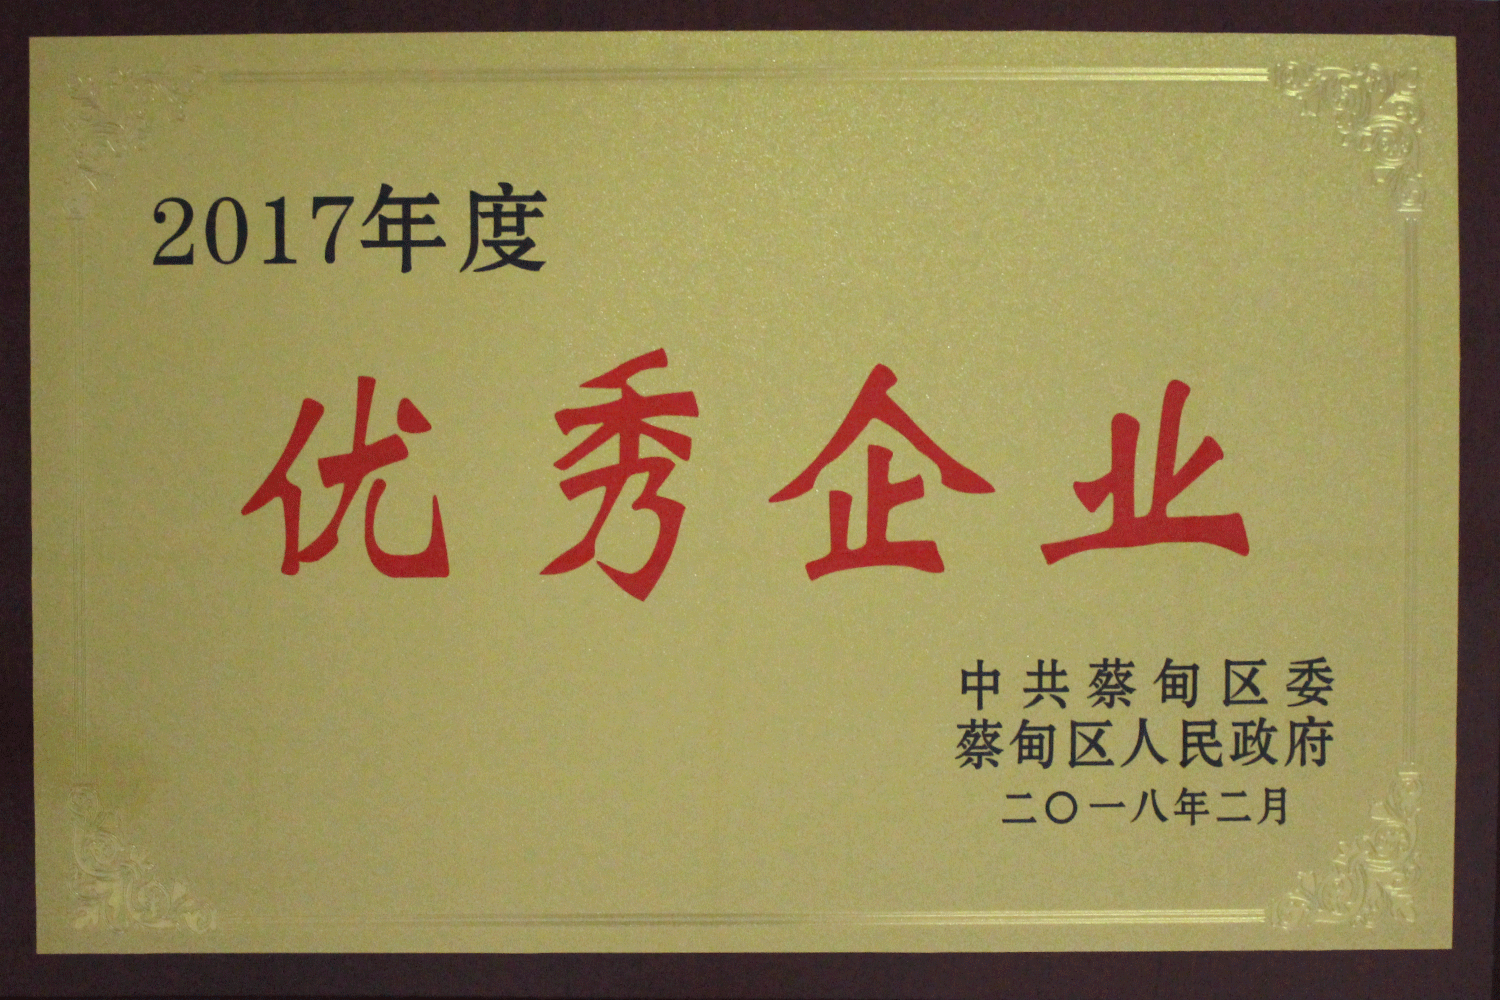 2017年度
优秀企业
中共蔡甸区委
蔡甸区人民政府
二〇一八年二月